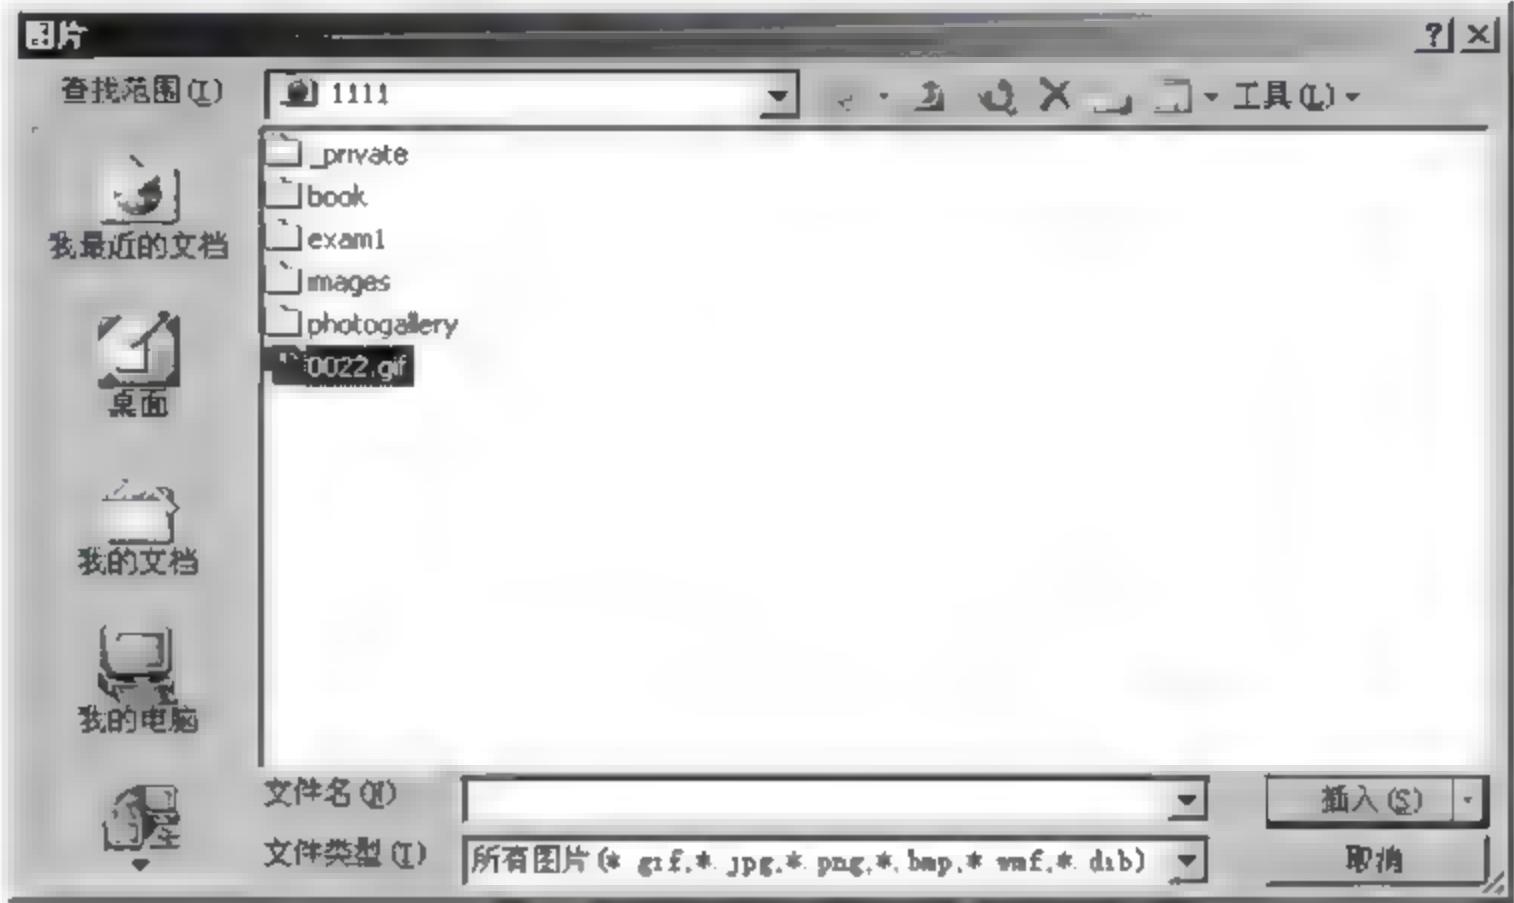 图片
查找范围(I) 1111 工具(L)
_private
book
exam1
images
photogallery
0022.gif
我最近的文档
桌面
我的文档
我的电脑
文件名(N) 插入(S)
文件类型(T) 所有图片(*.gif,*.jpg,*.png,*.bmp,*.wmf,*.dib) 取消